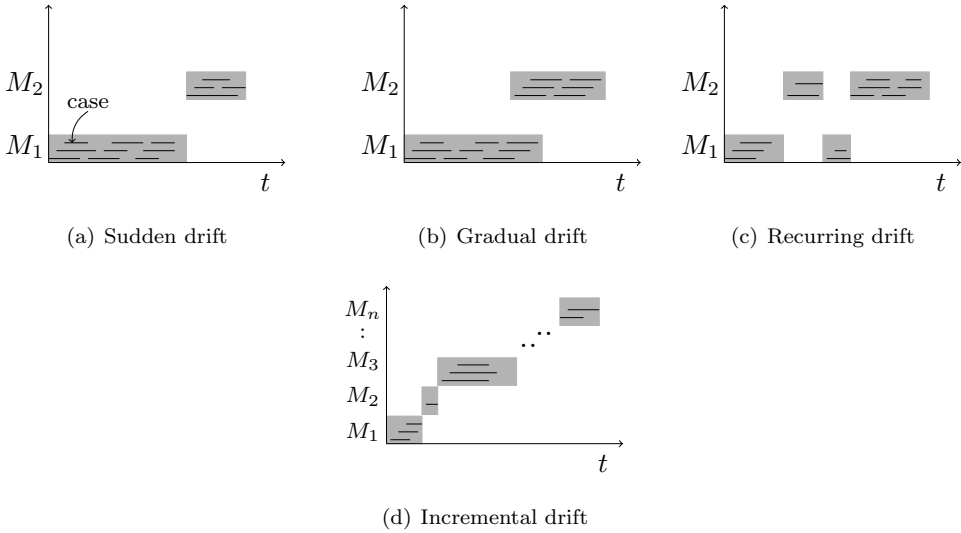 M₂
case
M₁
t
(a) Sudden drift
M₂
M₁
t
(b) Gradual drift
M₂
M₁
t
(c) Recurring drift
Mₙ
⋮
M₃
M₂
M₁
t
(d) Incremental drift